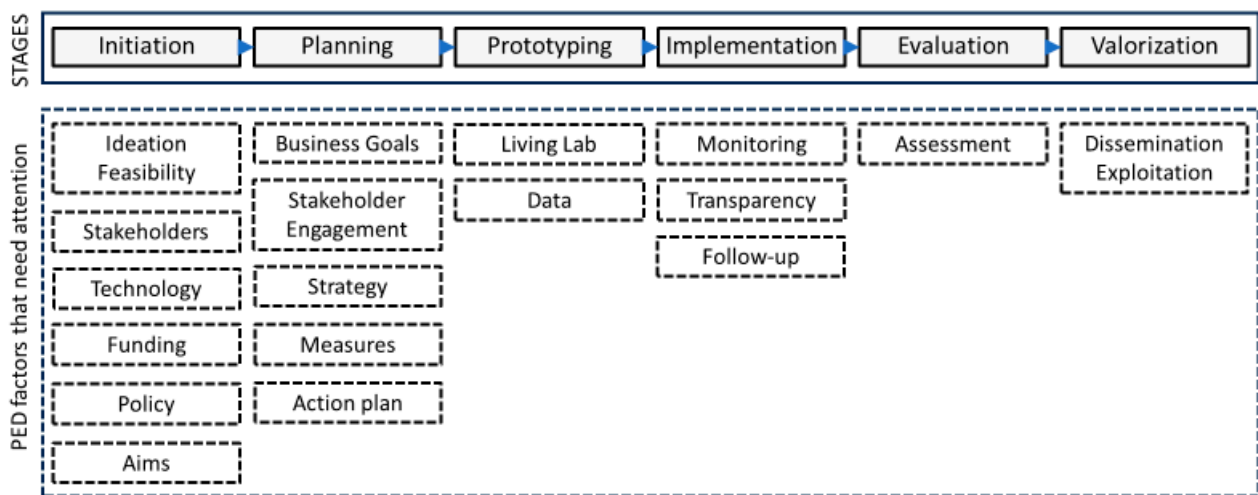 STAGES
Initiation
Planning
Prototyping
Implementation
Evaluation
Valorization
PED factors that need attention
Ideation
Feasibility
Stakeholders
Technology
Funding
Policy
Aims
Business Goals
Stakeholder
Engagement
Strategy
Measures
Action plan
Living Lab
Data
Monitoring
Transparency
Follow-up
Assessment
Dissemination
Exploitation